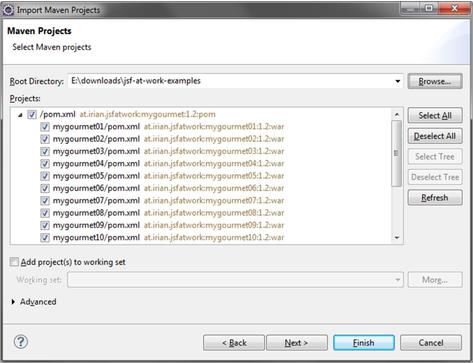 Import Maven Projects
Maven Projects
Select Maven projects
Root Directory: E:\downloads\jsf-at-work-examples Browse...
Projects:
/pom.xml at.irian.jsfatwork:mygourmet:1.2:pom Select All
mygourmet01/pom.xml at.irian.jsfatwork:mygourmet01:1.2:war Deselect All
mygourmet02/pom.xml at.irian.jsfatwork:mygourmet02:1.2:war
mygourmet03/pom.xml at.irian.jsfatwork:mygourmet03:1.2:war Select Tree
mygourmet04/pom.xml at.irian.jsfatwork:mygourmet04:1.2:war
mygourmet05/pom.xml at.irian.jsfatwork:mygourmet05:1.2:war Deselect Tree
mygourmet06/pom.xml at.irian.jsfatwork:mygourmet06:1.2:war
mygourmet07/pom.xml at.irian.jsfatwork:mygourmet07:1.2:war Refresh
mygourmet08/pom.xml at.irian.jsfatwork:mygourmet08:1.2:war
mygourmet09/pom.xml at.irian.jsfatwork:mygourmet09:1.2:war
mygourmet10/pom.xml at.irian.jsfatwork:mygourmet10:1.2:war
Add project(s) to working set
Working set: More...
Advanced
? < Back Next > Finish Cancel